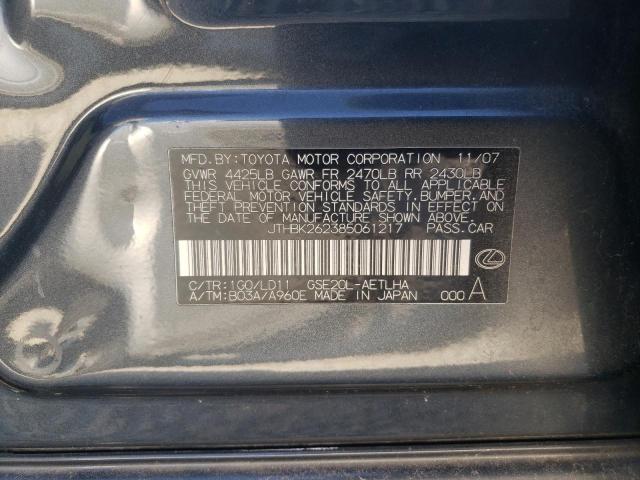 MFD. BY: TOYOTA MOTOR CORPORATION 11/07
GVWR 4425LB GAWR FR 2470LB RR 2430LB
THIS VEHICLE CONFORMS TO ALL APPLICABLE
FEDERAL MOTOR VEHICLE SAFETY, BUMPER, AND
THEFT PREVENTION STANDARDS IN EFFECT ON
THE DATE OF MANUFACTURE SHOWN ABOVE.
JTHBK262385061217 PASS.CAR
C/TR: 1G0/LD11 GSE20L-AETLHA
A/TM: B03A/A960E MADE IN JAPAN 000 A